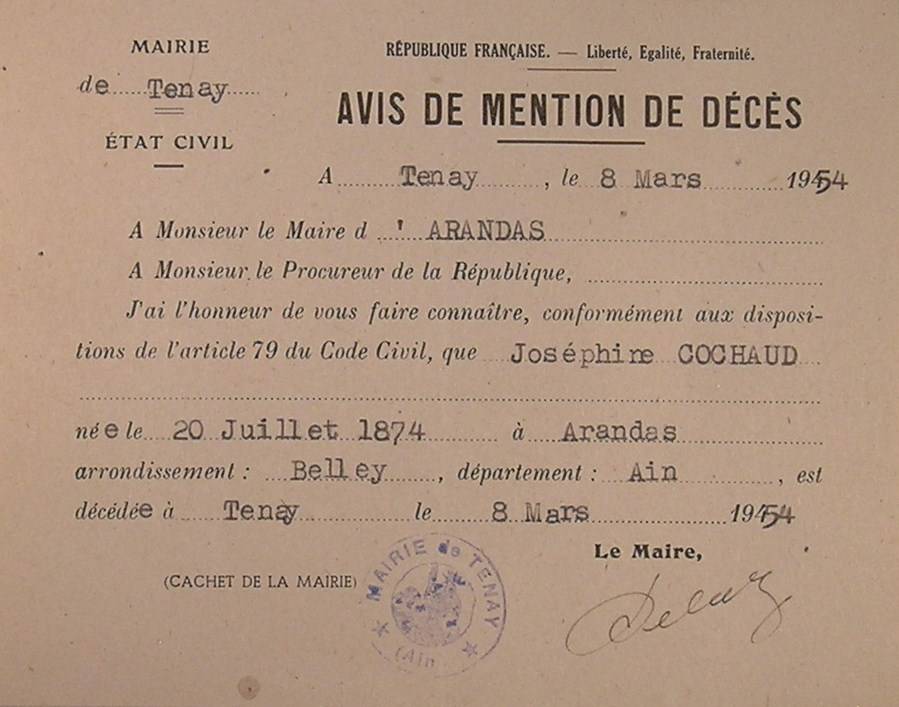 MAIRIE
de Tenay
ÉTAT CIVIL
RÉPUBLIQUE FRANÇAISE. — Liberté, Egalité, Fraternité.
AVIS DE MENTION DE DÉCÈS
A Tenay, le 8 Mars 1954
A Monsieur le Maire d ' ARANDAS
A Monsieur le Procureur de la République,
J'ai l'honneur de vous faire connaître, conformément aux disposi-
tions de l'article 79 du Code Civil, que Joséphine COCHAUD
née le 20 Juillet 1874 à Arandas
arrondissement : Belley, département : Ain, est
décédée à Tenay le 8 Mars 1954
Le Maire,
(CACHET DE LA MAIRIE)
MAIRIE de TENAY
(Ain